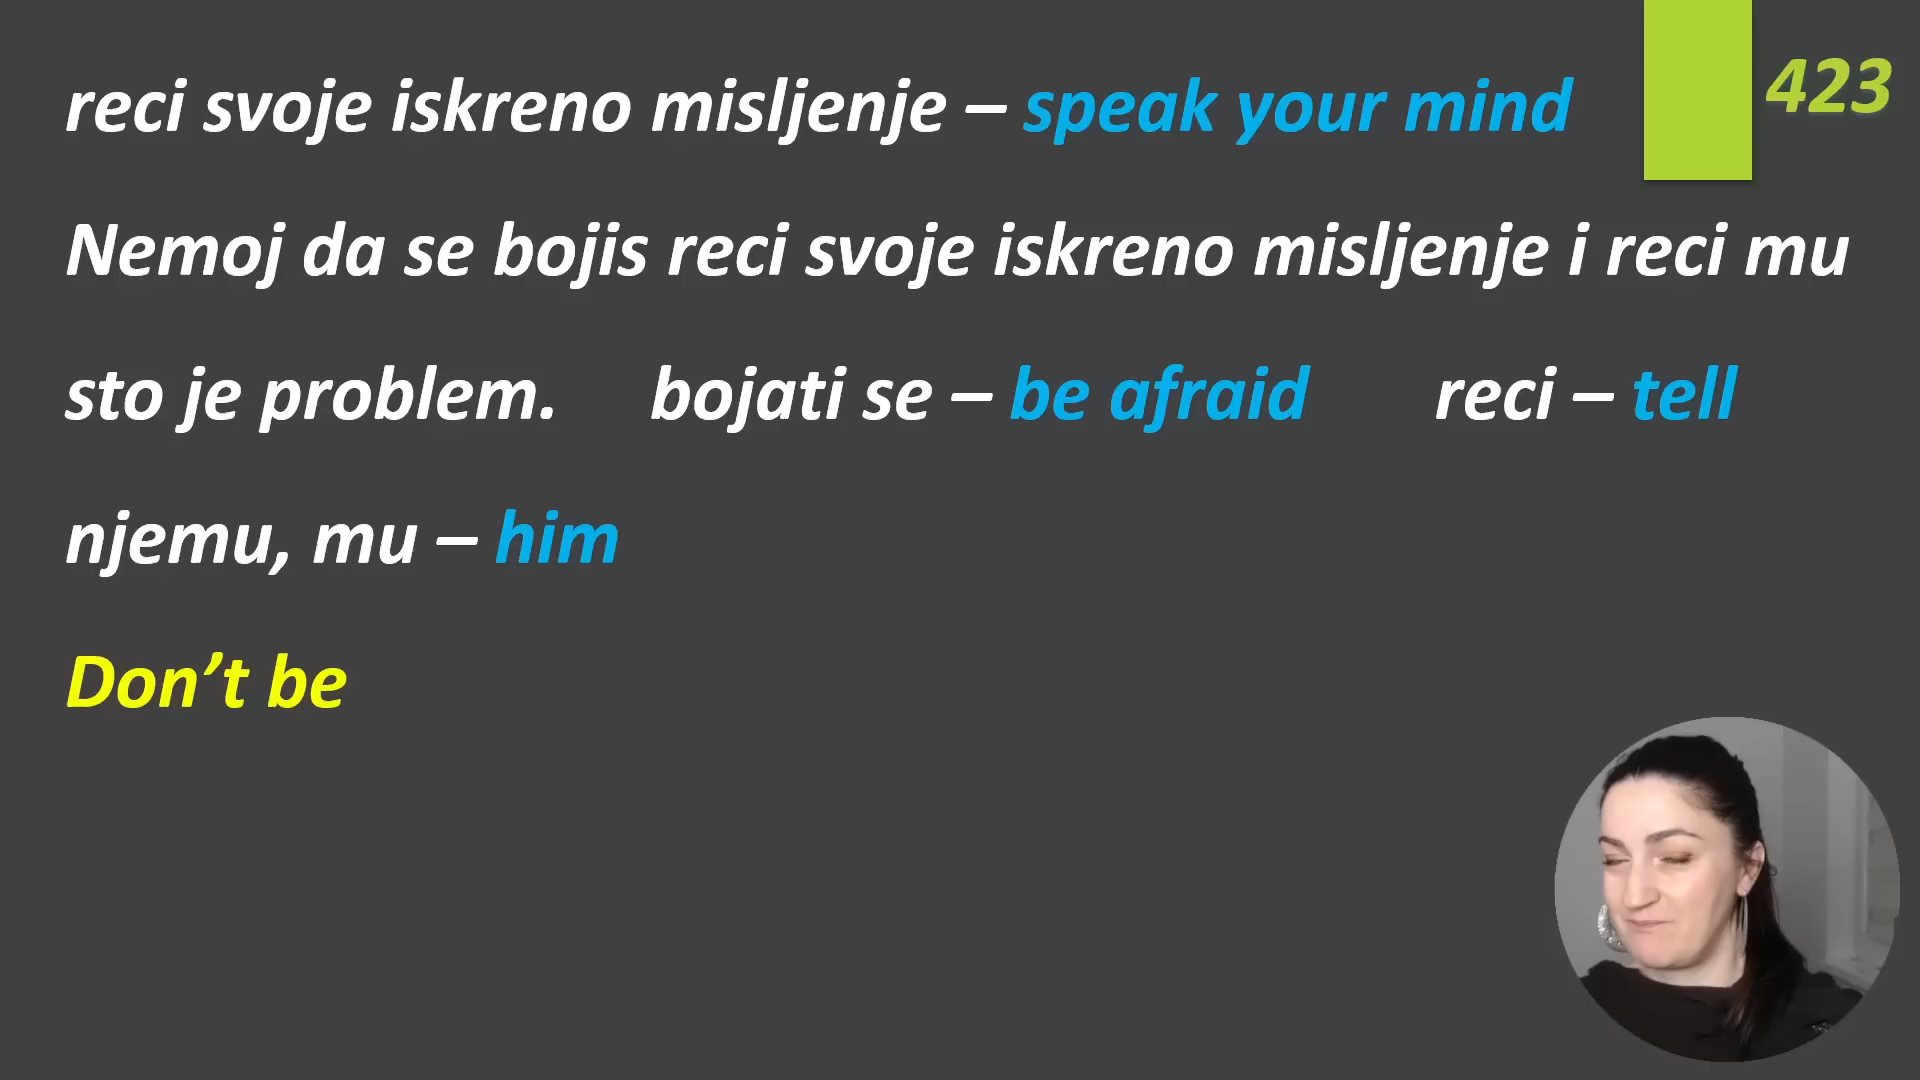 reci svoje iskreno misljenje – speak your mind
423
Nemoj da se bojis reci svoje iskreno misljenje i reci mu
sto je problem. bojati se – be afraid reci – tell
njemu, mu – him
Don’t be